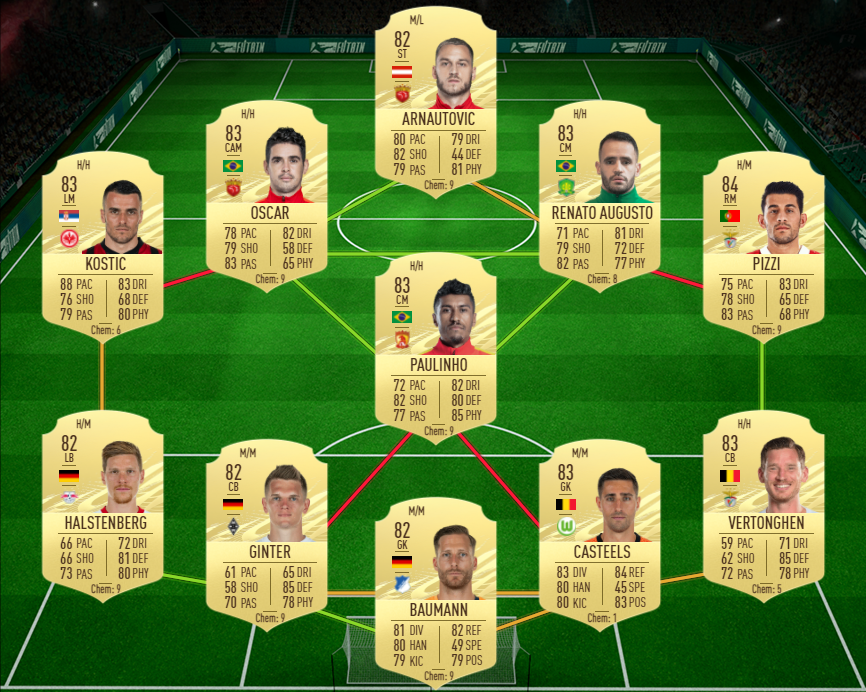 FUTBIN FUTBIN FUTBIN FUTBIN
M/L
82
ST
ARNAUTOVIC
80 PAC 79 DRI
82 SHO 44 DEF
79 PAS 81 PHY
Chem: 9
H/H
83
CAM
OSCAR
78 PAC 82 DRI
79 SHO 58 DEF
83 PAS 65 PHY
Chem: 9
H/H
83
CM
RENATO AUGUSTO
71 PAC 81 DRI
79 SHO 72 DEF
82 PAS 77 PHY
Chem: 8
H/H
83
LM
KOSTIC
88 PAC 83 DRI
76 SHO 68 DEF
79 PAS 80 PHY
Chem: 6
H/M
84
RM
PIZZI
75 PAC 83 DRI
78 SHO 65 DEF
83 PAS 68 PHY
Chem: 9
H/H
83
CM
PAULINHO
72 PAC 82 DRI
82 SHO 80 DEF
77 PAS 85 PHY
Chem: 9
H/M
82
LB
HALSTENBERG
66 PAC 72 DRI
66 SHO 81 DEF
73 PAS 80 PHY
Chem: 9
M/M
82
CB
GINTER
61 PAC 65 DRI
58 SHO 85 DEF
70 PAS 78 PHY
Chem: 9
M/M
82
GK
BAUMANN
81 DIV 82 REF
80 HAN 49 SPE
79 KIC 79 POS
Chem: 9
M/M
83
GK
CASTEELS
83 DIV 84 REF
80 HAN 45 SPE
80 KIC 83 POS
Chem: 1
H/H
83
CB
VERTONGHEN
59 PAC 71 DRI
62 SHO 85 DEF
72 PAS 78 PHY
Chem: 5